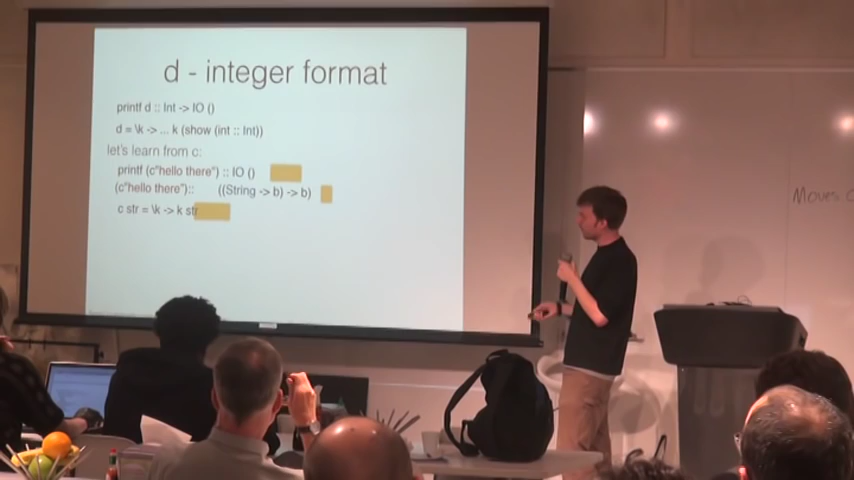 d - integer format
printf d :: Int -> IO ()
d = \k -> ... k (show (int :: Int))
let's learn from c:
printf (c"hello there") :: IO ()
(c"hello there"):: ((String -> b) -> b)
c str = \k -> k str
Moves: